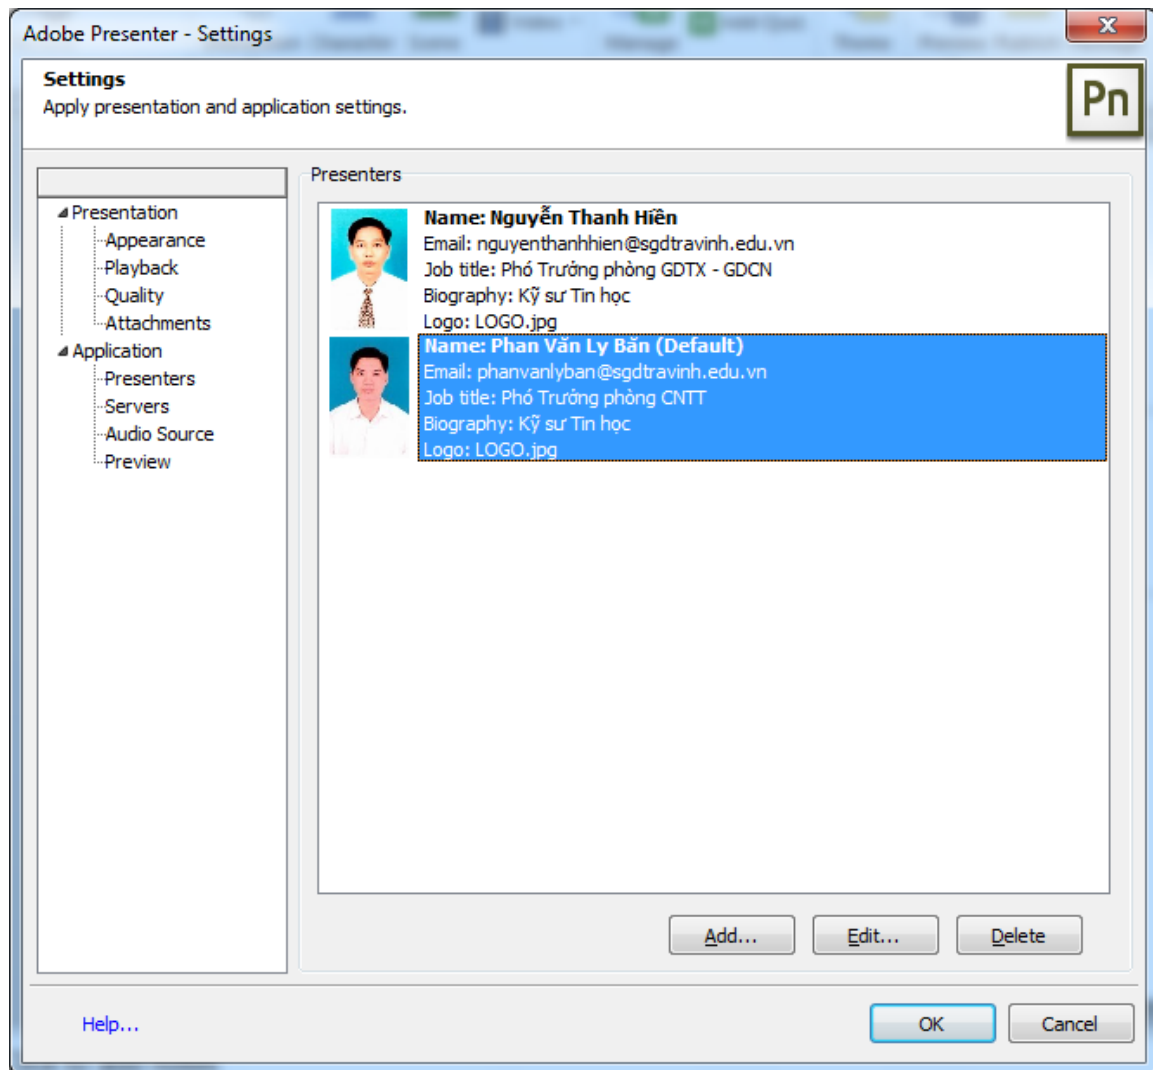 Adobe Presenter - Settings
Settings
Apply presentation and application settings.
Pn
Presentation
Appearance
Playback
Quality
Attachments
Application
Presenters
Servers
Audio Source
Preview
Presenters
Name: Nguyễn Thanh Hiền
Email: nguyenthanhhien@sgdtravinh.edu.vn
Job title: Phó Trưởng phòng GDTX - GDCN
Biography: Kỹ sư Tin học
Logo: LOGO.jpg
Name: Phan Văn Ly Băn (Default)
Email: phanvanlyban@sgdtravinh.edu.vn
Job title: Phó Trưởng phòng CNTT
Biography: Kỹ sư Tin học
Logo: LOGO.jpg
Add...
Edit...
Delete
Help...
OK
Cancel